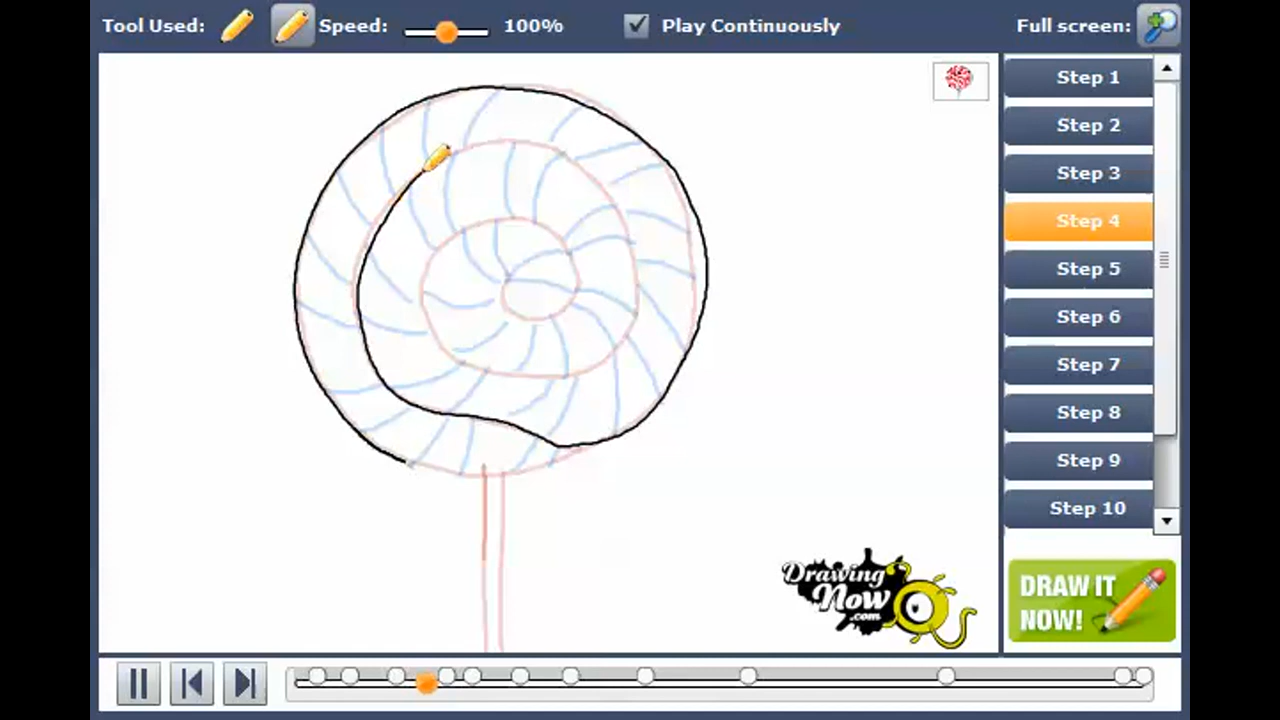 Tool Used: Speed: 100% Play Continuously Full screen:
Step 1
Step 2
Step 3
Step 4
Step 5
Step 6
Step 7
Step 8
Step 9
Step 10
Drawing
Now
.com
DRAW IT
NOW!